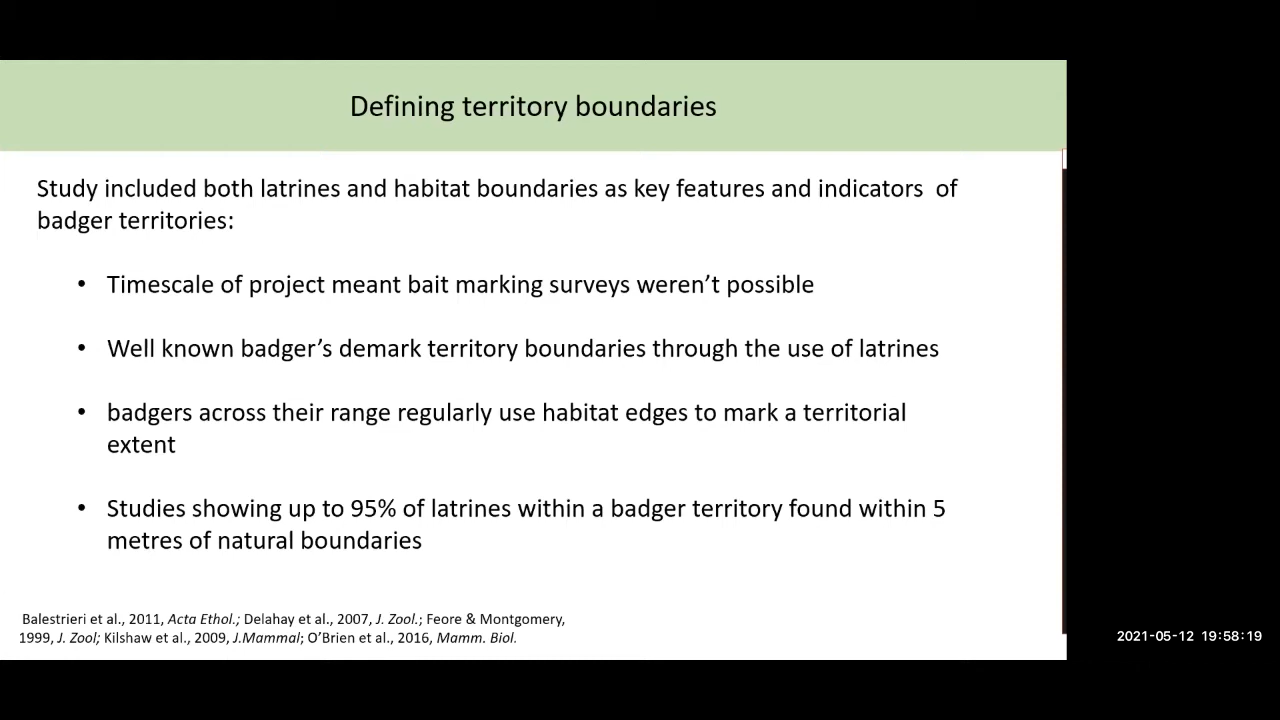 Defining territory boundaries
Study included both latrines and habitat boundaries as key features and indicators  of
badger territories:
• Timescale of project meant bait marking surveys weren’t possible
• Well known badger’s demark territory boundaries through the use of latrines
• badgers across their range regularly use habitat edges to mark a territorial
extent
• Studies showing up to 95% of latrines within a badger territory found within 5
metres of natural boundaries
Balestrieri et al., 2011, Acta Ethol.; Delahay et al., 2007, J. Zool.; Feore & Montgomery,
1999, J. Zool; Kilshaw et al., 2009, J.Mammal; O’Brien et al., 2016, Mamm. Biol.
2021-05-12 19:58:19